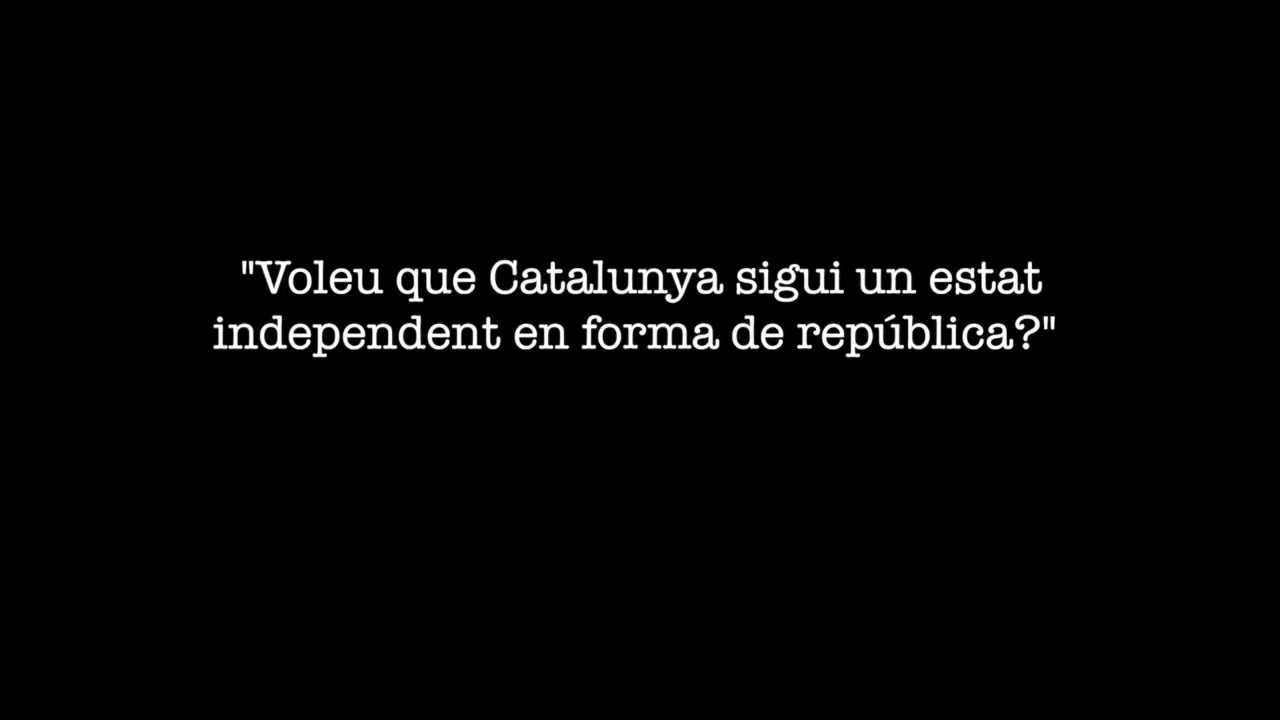 "Voleu que Catalunya sigui un estat
independent en forma de república?"